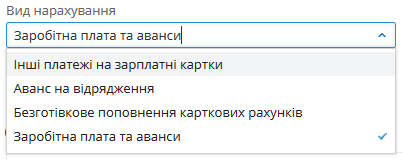 Вид нарахування
Заробітна плата та аванси
Інші платежі на зарплатні картки
Аванс на відрядження
Безготівкове поповнення карткових рахунків
Заробітна плата та аванси